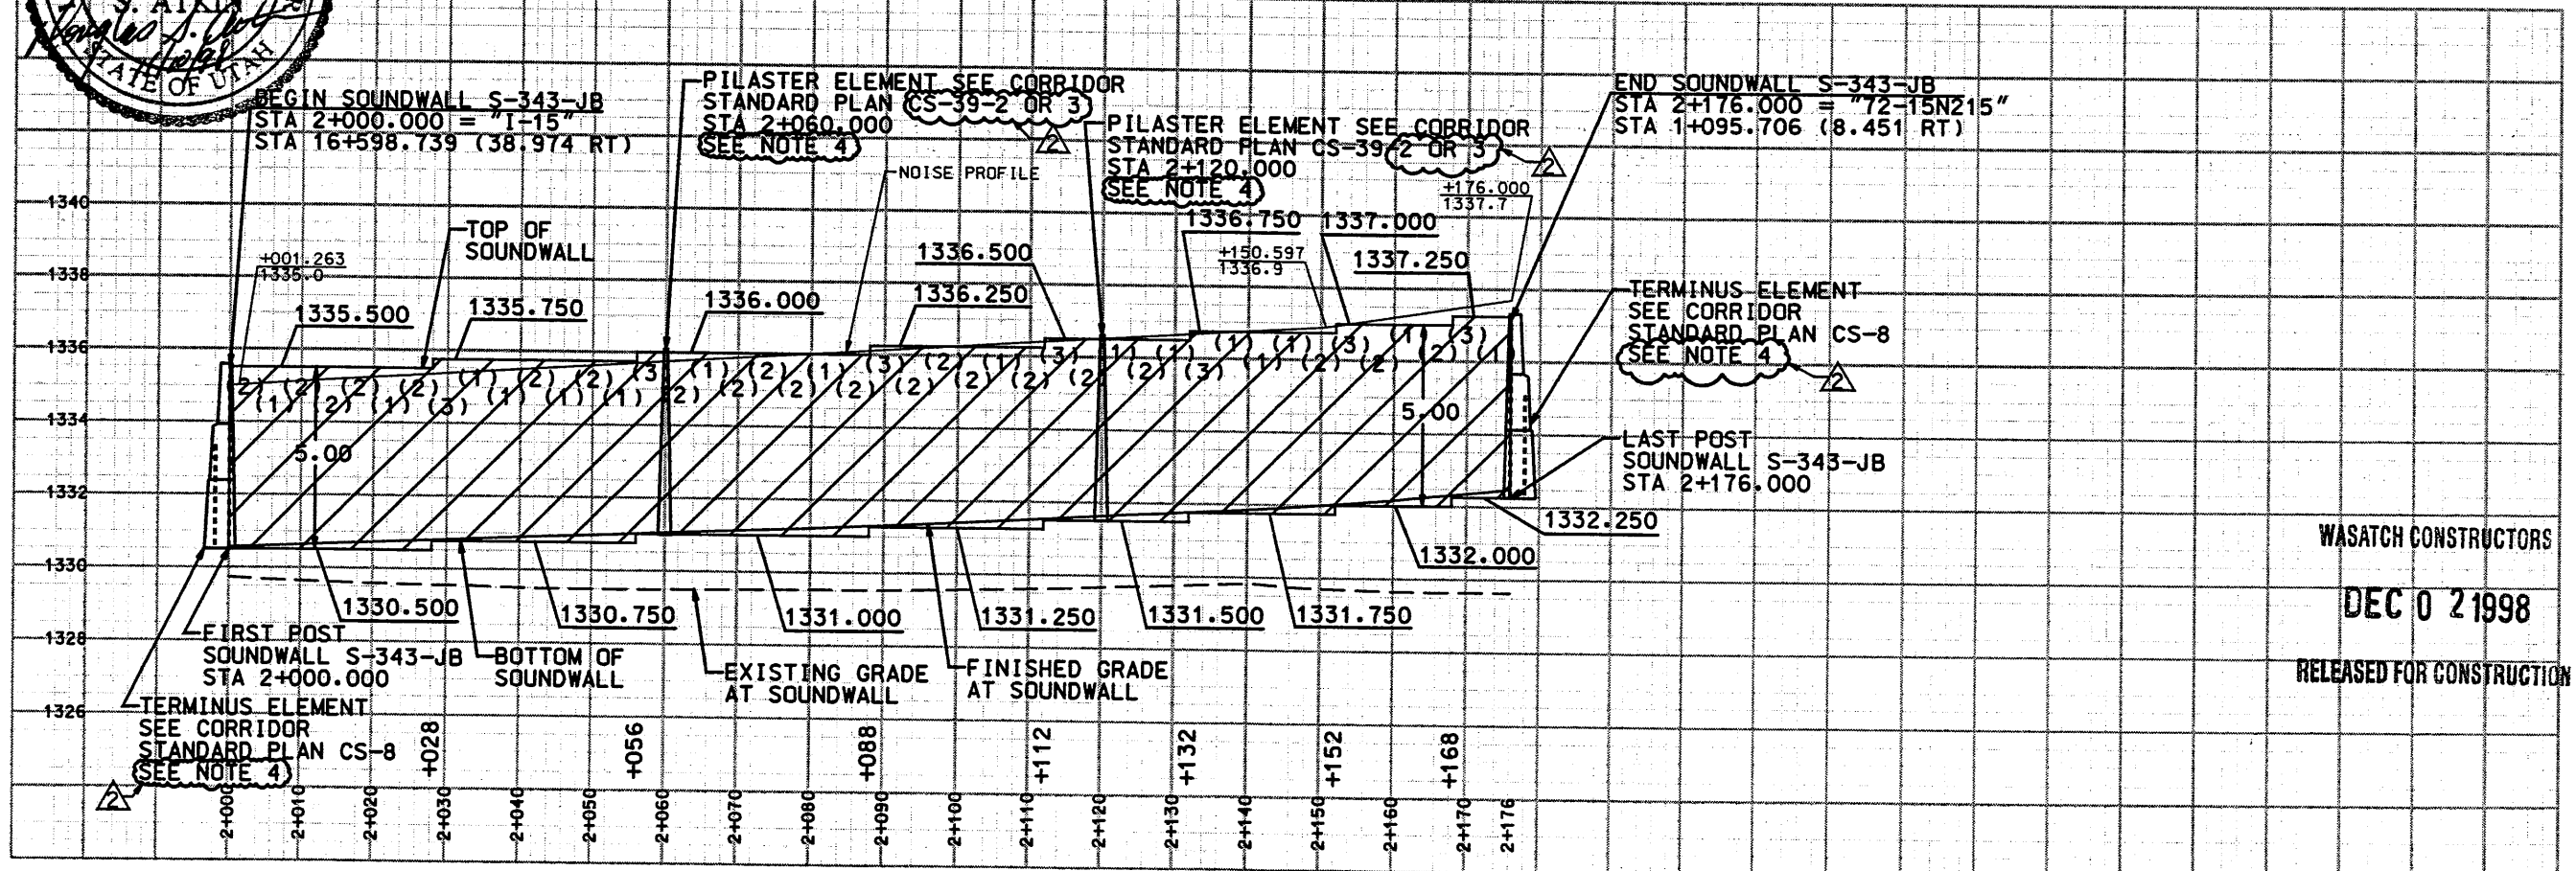 S. ATKIN
STATE OF UTAH
BEGIN SOUNDWALL S-343-JB
STA 2+000.000 = "I-15"
STA 16+598.739 (38.974 RT)
PILASTER ELEMENT SEE CORRIDOR
STANDARD PLAN CS-39-2 OR 3
STA 2+060.000
SEE NOTE 4
2
PILASTER ELEMENT SEE CORRIDOR
STANDARD PLAN CS-39-2 OR 3
STA 2+120.000
SEE NOTE 4
2
END SOUNDWALL S-343-JB
STA 2+176.000 = "72-15N215"
STA 1+095.706 (8.451 RT)
NOISE PROFILE
+176.000
1337.7
1340
1338
1336
1334
1332
1330
1328
1326
TOP OF
SOUNDWALL
+001.263
1335.0
1335.500
1335.750
1336.000
1336.500
1336.250
1336.750
1337.000
+150.597
1336.9
1337.250
TERMINUS ELEMENT
SEE CORRIDOR
STANDARD PLAN CS-8
SEE NOTE 4
2
5.00
5.00
LAST POST
SOUNDWALL S-343-JB
STA 2+176.000
1332.250
1332.000
1330.500
1330.750
1331.000
1331.250
1331.500
1331.750
FIRST POST
SOUNDWALL S-343-JB
STA 2+000.000
BOTTOM OF
SOUNDWALL
EXISTING GRADE
AT SOUNDWALL
FINISHED GRADE
AT SOUNDWALL
TERMINUS ELEMENT
SEE CORRIDOR
STANDARD PLAN CS-8
SEE NOTE 4
2
+028
+056
+088
+112
+132
+152
+168
2+000
2+010
2+020
2+030
2+040
2+050
2+060
2+070
2+080
2+090
2+100
2+110
2+120
2+130
2+140
2+150
2+160
2+170
2+176
WASATCH CONSTRUCTORS
DEC 0 2 1998
RELEASED FOR CONSTRUCTION